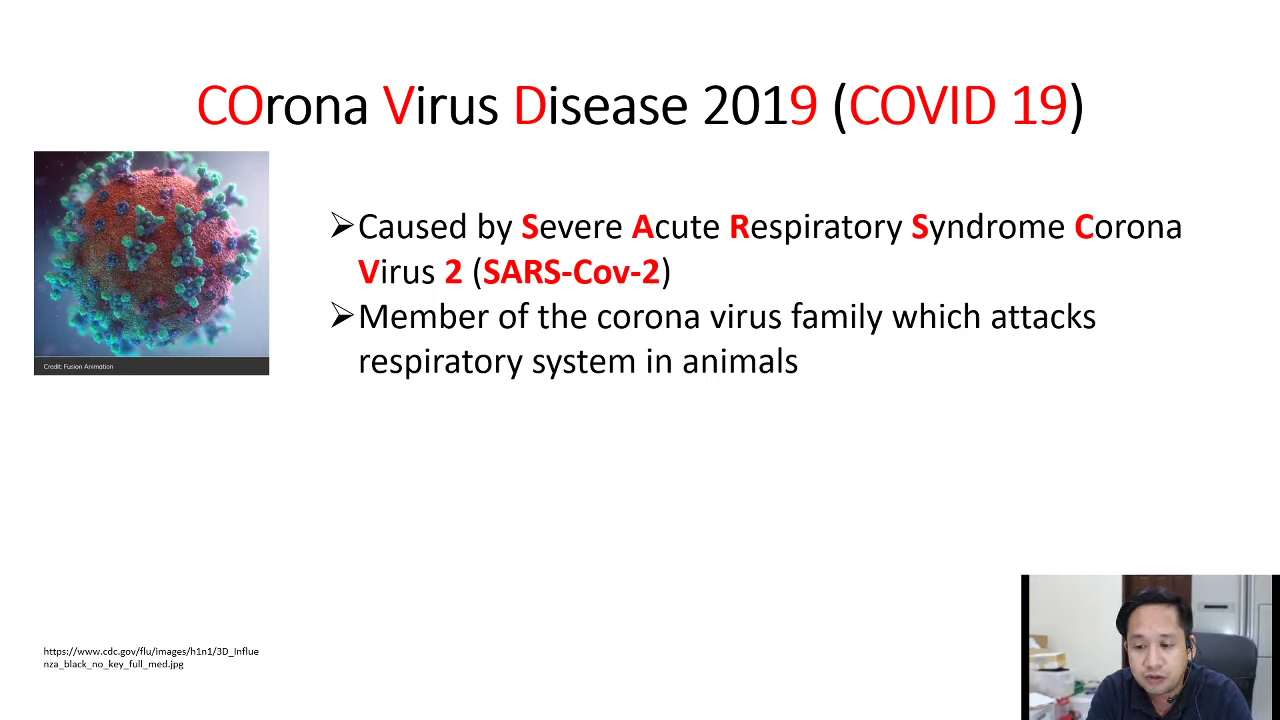 COrona Virus Disease 2019 (COVID 19)
➢Caused by Severe Acute Respiratory Syndrome Corona
Virus 2 (SARS-Cov-2)
➢Member of the corona virus family which attacks
respiratory system in animals
Credit: Fusion Animation
https://www.cdc.gov/flu/images/h1n1/3D_Influe
nza_black_no_key_full_med.jpg